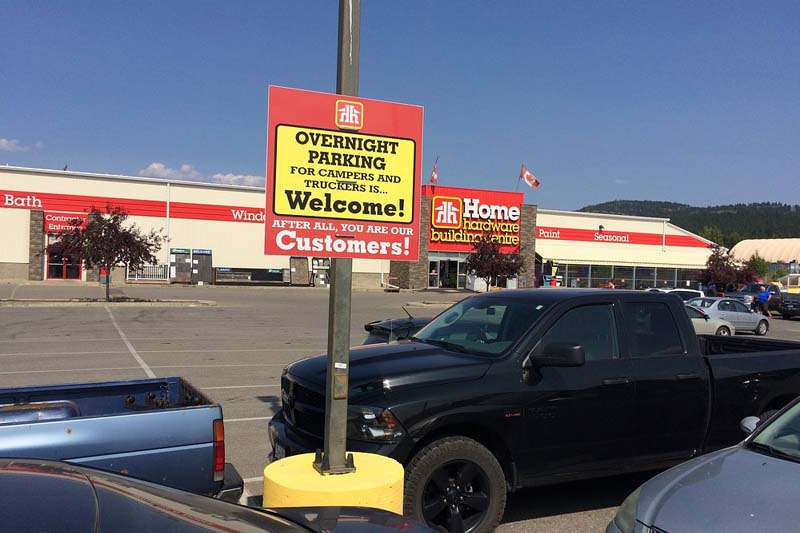 OVERNIGHT
PARKING
FOR CAMPERS AND
TRUCKERS IS...
Welcome!
AFTER ALL, YOU ARE OUR
Customers!
Bath
Contractor
Entrance
Home
hardware
building centre
Paint
Seasonal